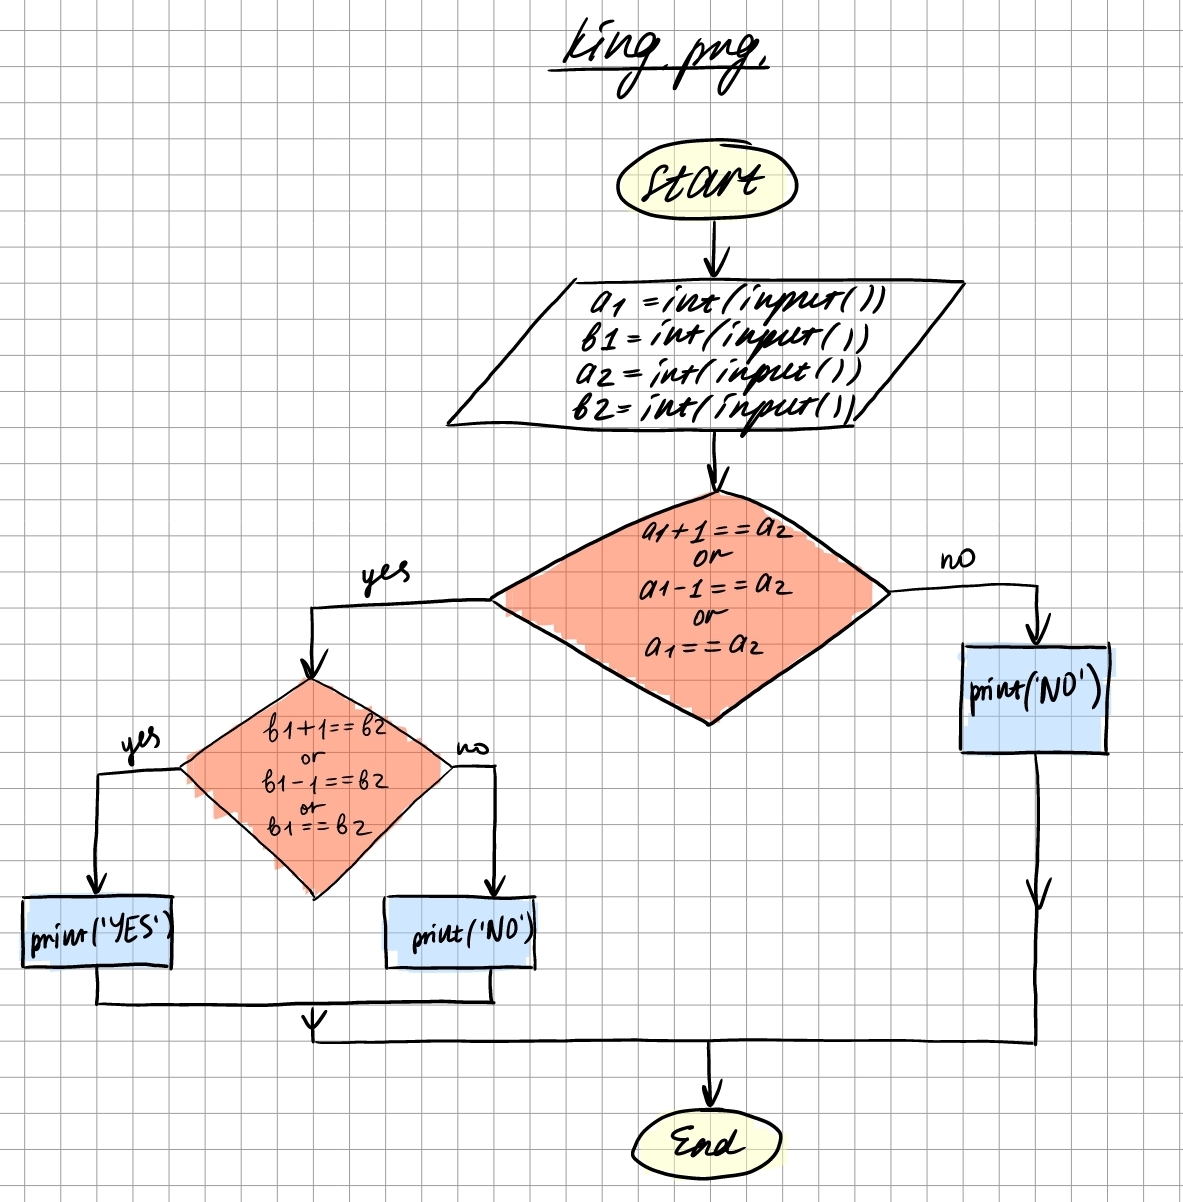 king.png.
start
a1 = int(input())
b1 = int(input())
a2 = int(input())
b2 = int(input())
a1+1 == a2
or
a1-1 == a2
or
a1 == a2
yes
no
print('NO')
b1+1 == b2
or
b1-1 == b2
or
b1 == b2
yes
no
print('YES')
print('NO')
End